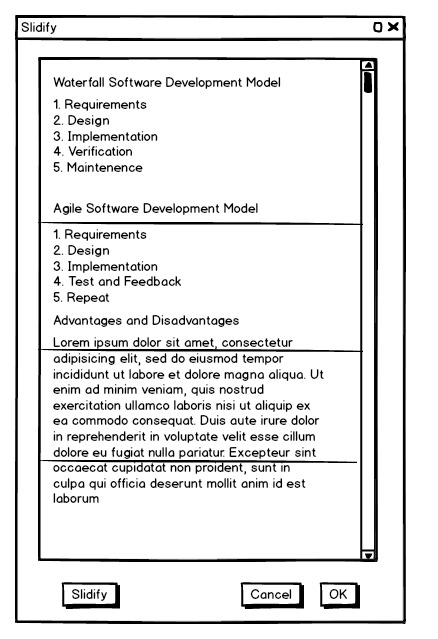 Slidify
Waterfall Software Development Model
1. Requirements
2. Design
3. Implementation
4. Verification
5. Maintenence
Agile Software Development Model
1. Requirements
2. Design
3. Implementation
4. Test and Feedback
5. Repeat
Advantages and Disadvantages
Lorem ipsum dolor sit amet, consectetur
adipisicing elit, sed do eiusmod tempor
incididunt ut labore et dolore magna aliqua. Ut
enim ad minim veniam, quis nostrud
exercitation ullamco laboris nisi ut aliquip ex
ea commodo consequat. Duis aute irure dolor
in reprehenderit in voluptate velit esse cillum
dolore eu fugiat nulla pariatur. Excepteur sint
occaecat cupidatat non proident, sunt in
culpa qui officia deserunt mollit anim id est
laborum
Slidify
Cancel
OK